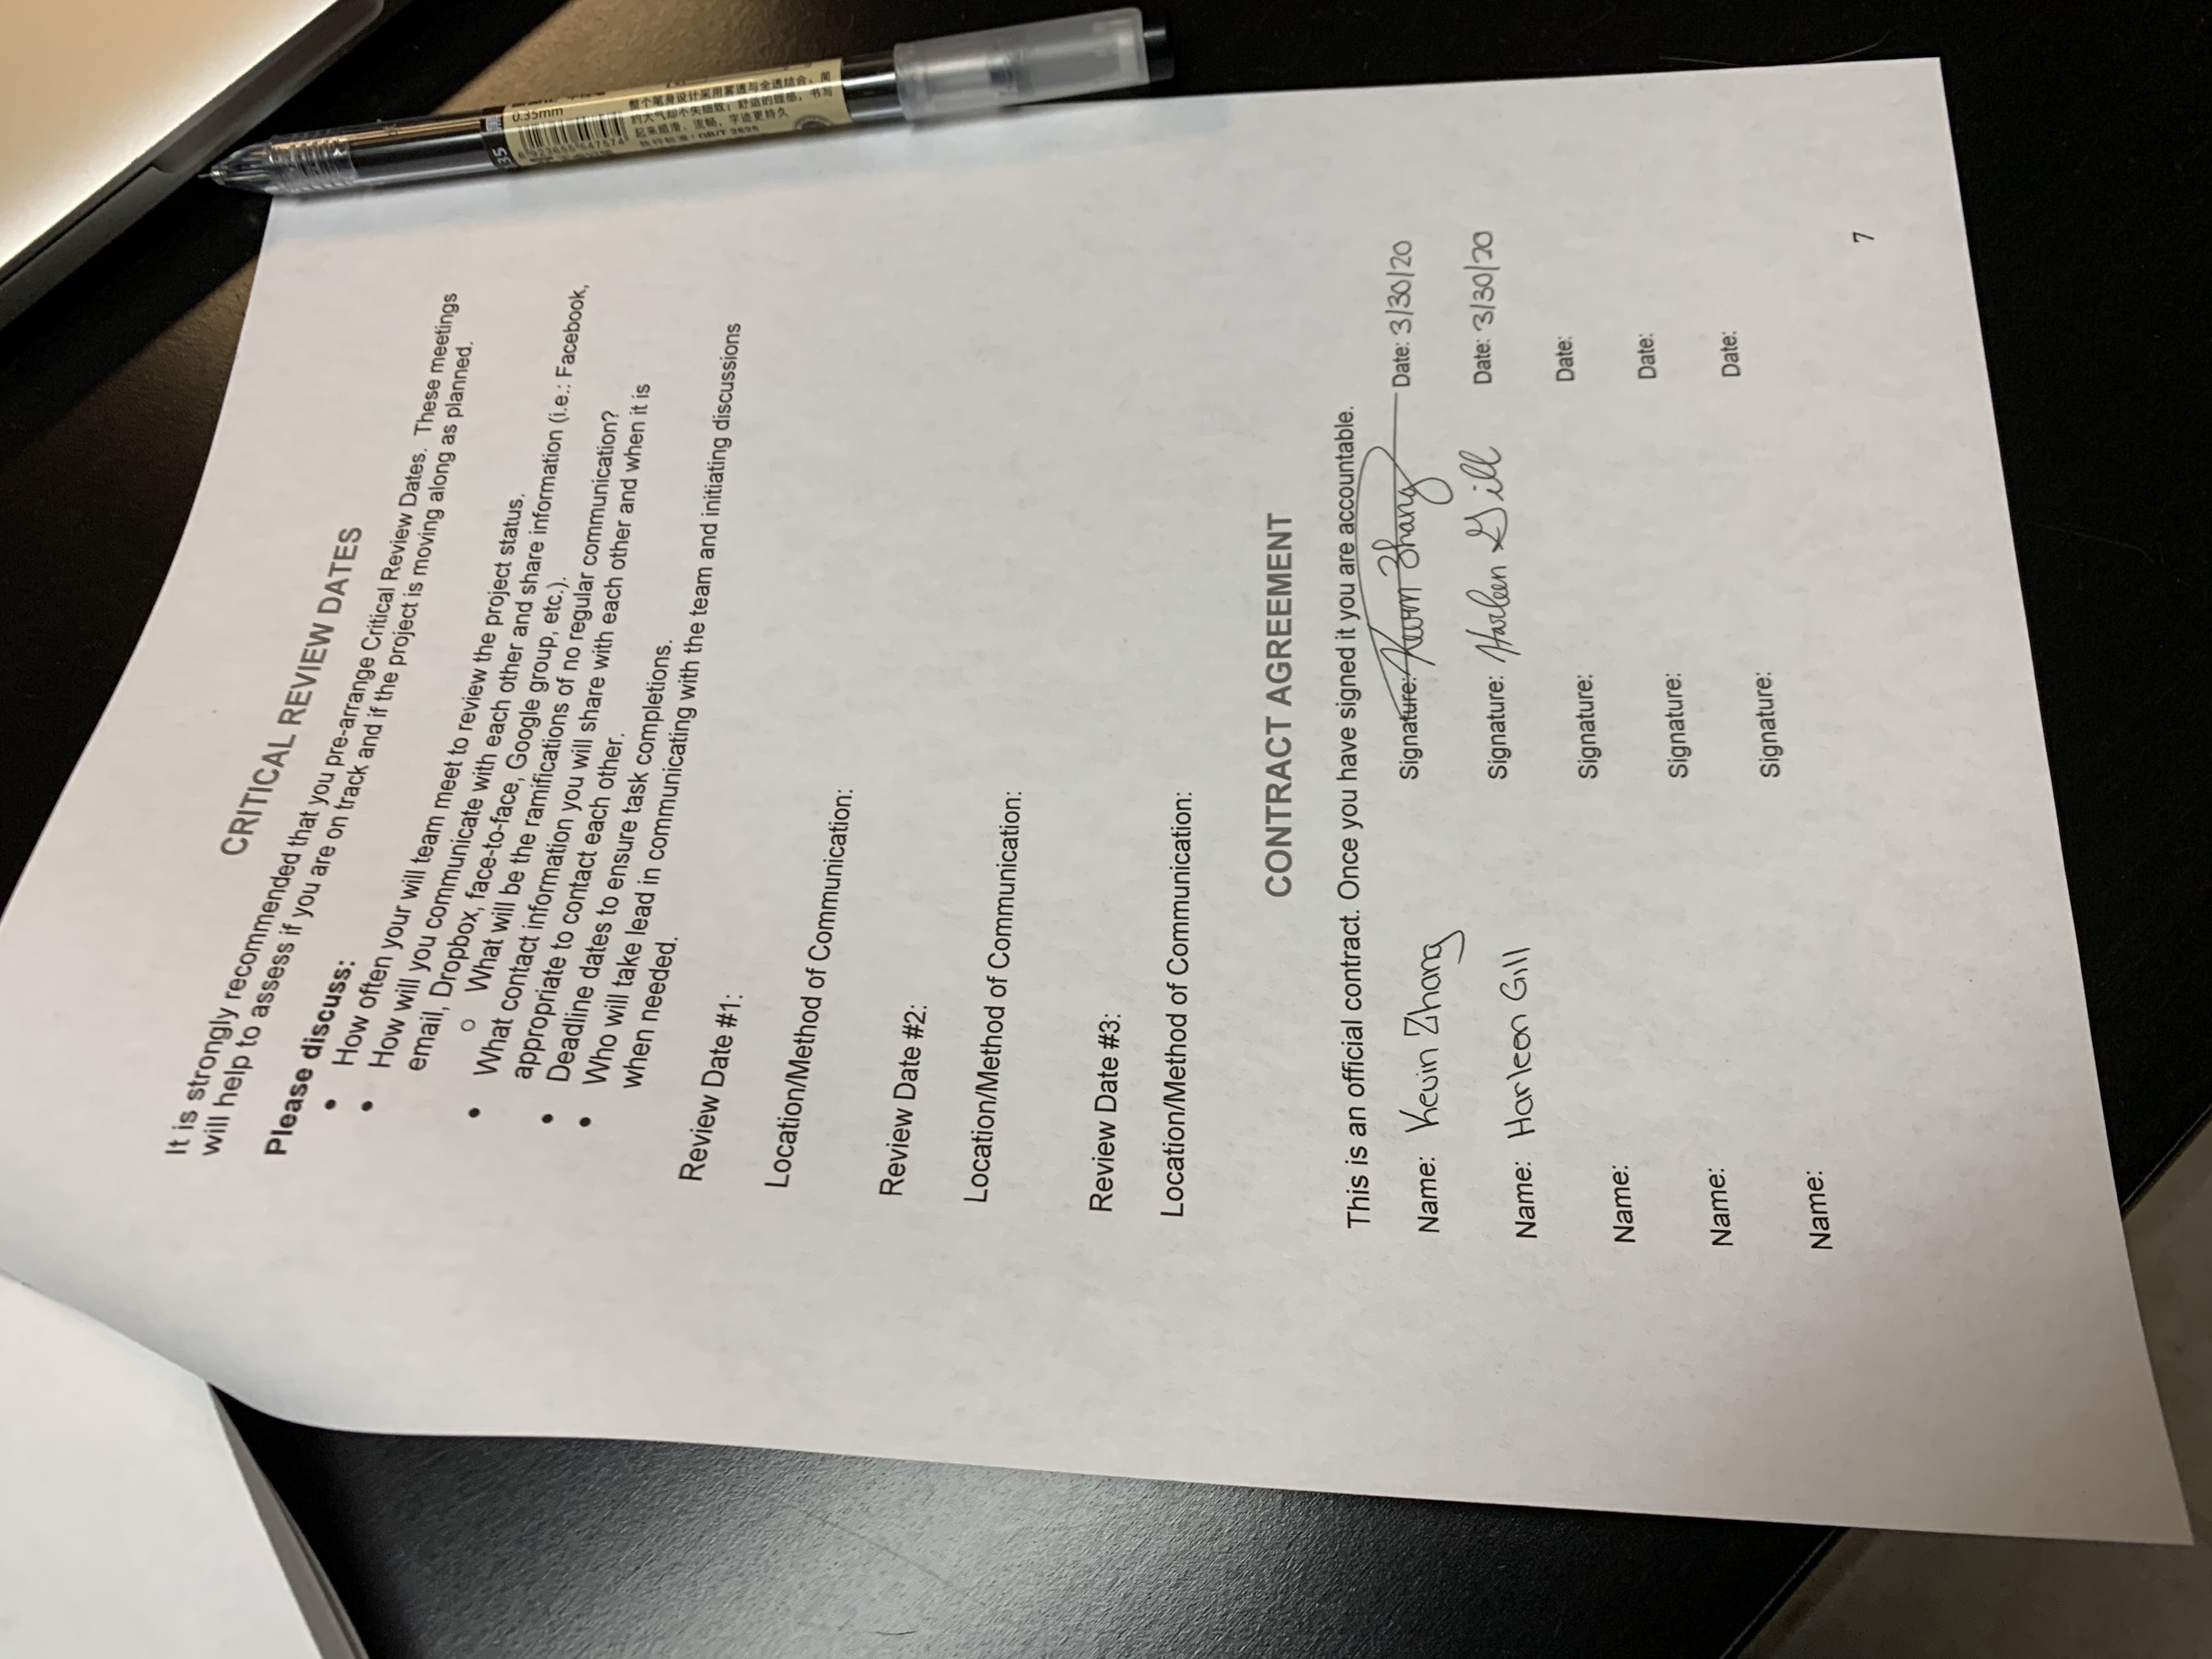 CRITICAL REVIEW DATES
It is strongly recommended that you pre-arrange Critical Review Dates. These meetings
will help to assess if you are on track and if the project is moving along as planned.
Please discuss:
• How often your will team meet to review the project status.
• How will you communicate with each other and share information (i.e.: Facebook,
email, Dropbox, face-to-face, Google group, etc.).
o What will be the ramifications of no regular communication?
• What contact information you will share with each other and when it is
appropriate to contact each other.
• Deadline dates to ensure task completions.
• Who will take lead in communicating with the team and initiating discussions
when needed.
Review Date #1:
Location/Method of Communication:
Review Date #2:
Location/Method of Communication:
Review Date #3:
Location/Method of Communication:
CONTRACT AGREEMENT
This is an official contract. Once you have signed it you are accountable.
Name: Kevin Zhang Signature: Kevin Zhang Date: 3/30/20
Name: Harleen Gill Signature: Harleen Gill Date: 3/30/20
Name: Signature: Date:
Name: Signature: Date:
Name: Signature: Date:
7
35
0.35mm